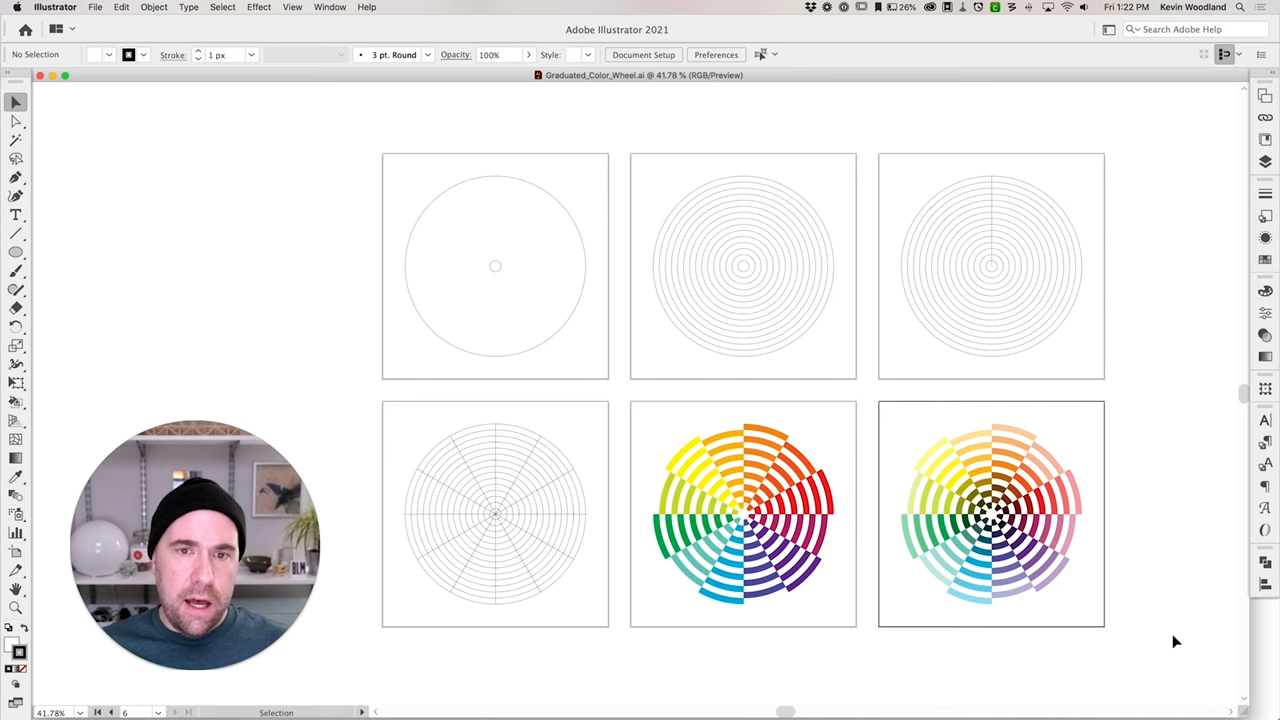 Illustrator File Edit Object Type Select Effect View Window Help
26% Fri 1:22 PM Kevin Woodland
Adobe Illustrator 2021
Search Adobe Help
No Selection Stroke: 1 px 3 pt. Round Opacity: 100% Style: Document Setup Preferences
Graduated_Color_Wheel.ai @ 41.78 % (RGB/Preview)
BLM
41.78% 6 Selection